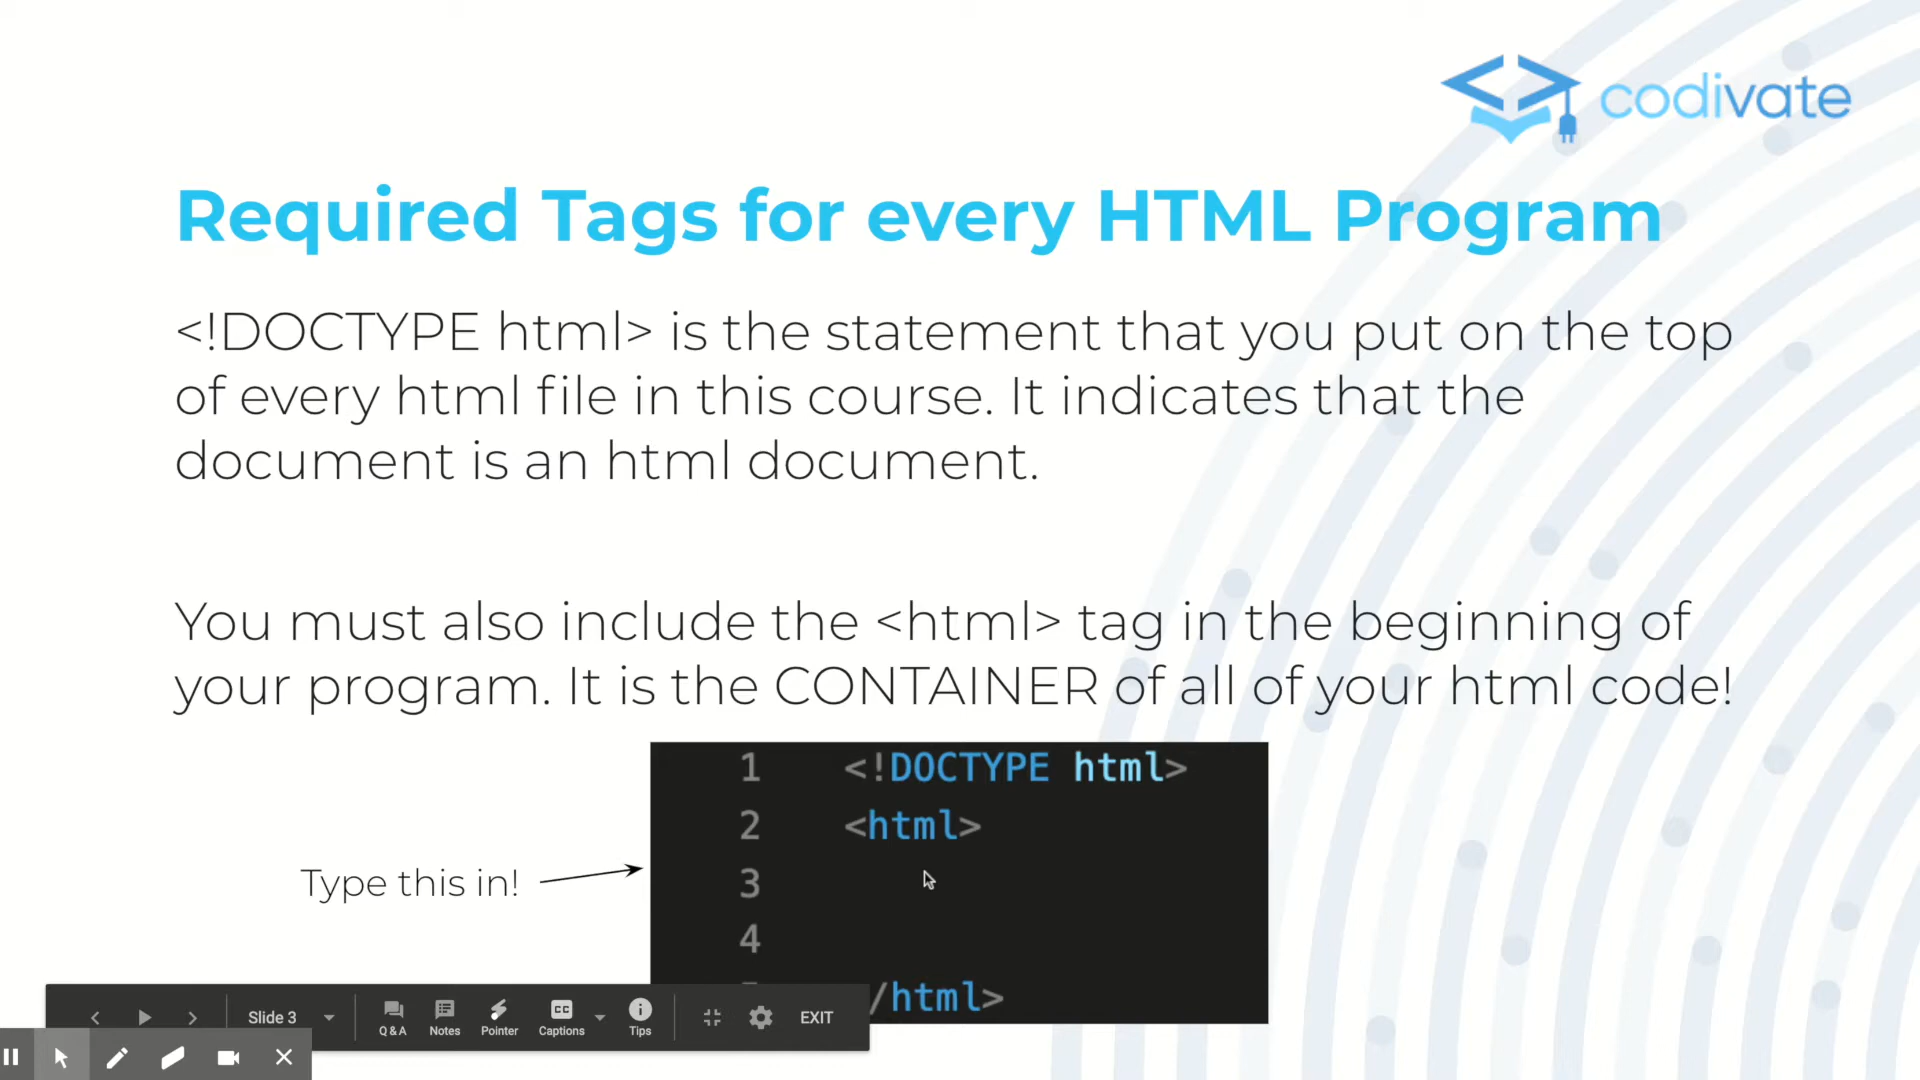 codivate
Required Tags for every HTML Program
<!DOCTYPE html> is the statement that you put on the top
of every html file in this course. It indicates that the
document is an html document.
You must also include the <html> tag in the beginning of
your program. It is the CONTAINER of all of your html code!
1 <!DOCTYPE html>
2 <html>
Type this in!
3
4
/html>
Slide 3
Q&A
Notes
Pointer
CC
Captions
Tips
EXIT